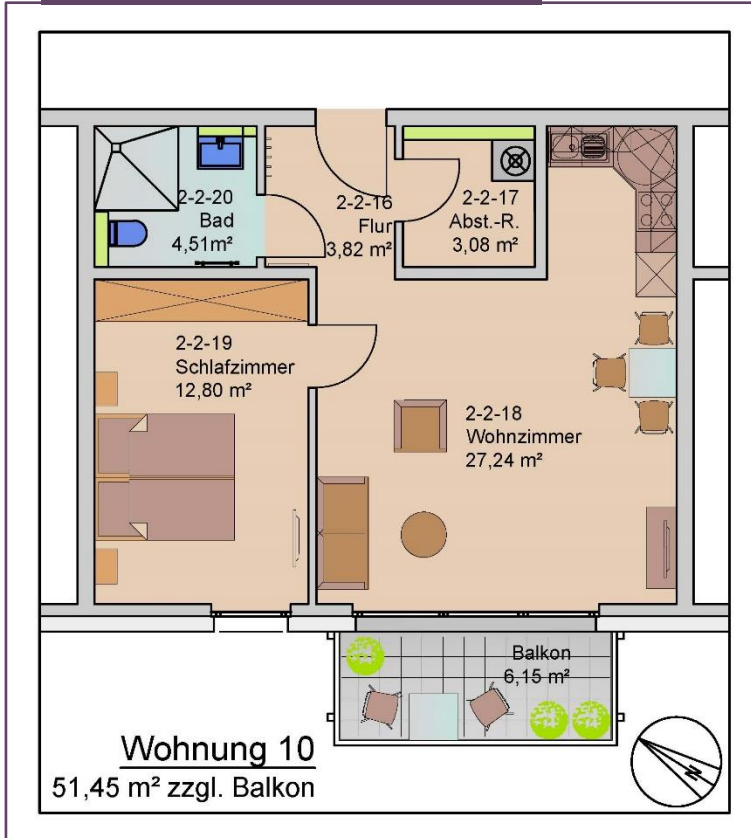 2-2-20
Bad
4,51m²
2-2-16
Flur
3,82 m²
2-2-17
Abst.-R.
3,08 m²
2-2-19
Schlafzimmer
12,80 m²
2-2-18
Wohnzimmer
27,24 m²
Balkon
6,15 m²
Wohnung 10
51,45 m² zzgl. Balkon
N